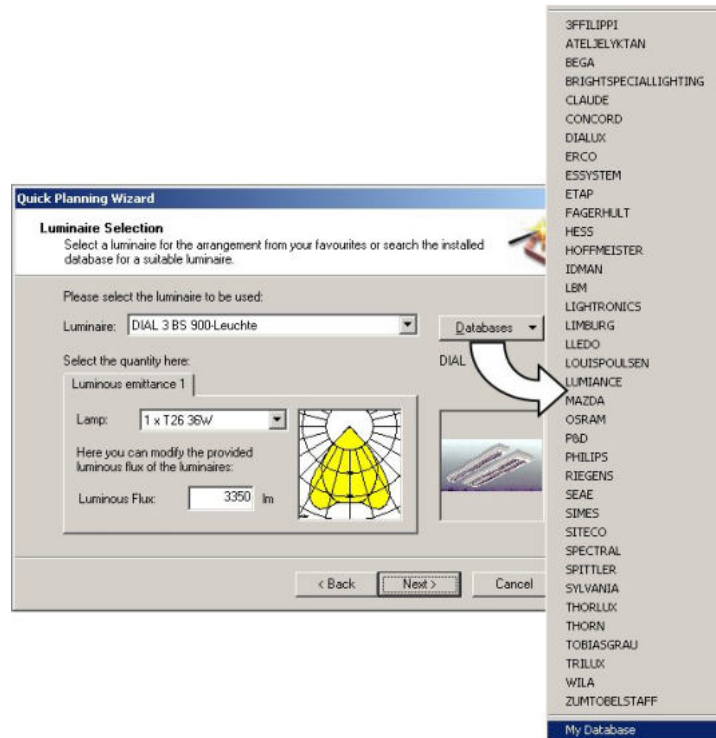 Quick Planning Wizard
Luminaire Selection
Select a luminaire for the arrangement from your favourites or search the installed
database for a suitable luminaire.
Please select the luminaire to be used:
Luminaire: DIAL 3 BS 900-Leuchte
Databases
Select the quantity here:
DIAL
Luminous emittance 1
Lamp: 1 x T26 36W
Here you can modify the provided
luminous flux of the luminaires:
Luminous Flux: 3350 lm
< Back Next > Cancel
3FFILIPPI
ATELJELYKTAN
BEGA
BRIGHTSPECIALLIGHTING
CLAUDE
CONCORD
DIALUX
ERCO
ESSYSTEM
ETAP
FAGERHULT
HESS
HOFFMEISTER
IDMAN
LBM
LIGHTRONICS
LIMBURG
LLEDO
LOUISPOULSEN
LUMIANCE
MAZDA
OSRAM
P&D
PHILIPS
RIEGENS
SEAE
SIMES
SITECO
SPECTRAL
SPITTLER
SYLVANIA
THORLUX
THORN
TOBIASGRAU
TRILUX
WILA
ZUMTOBELSTAFF
My Database